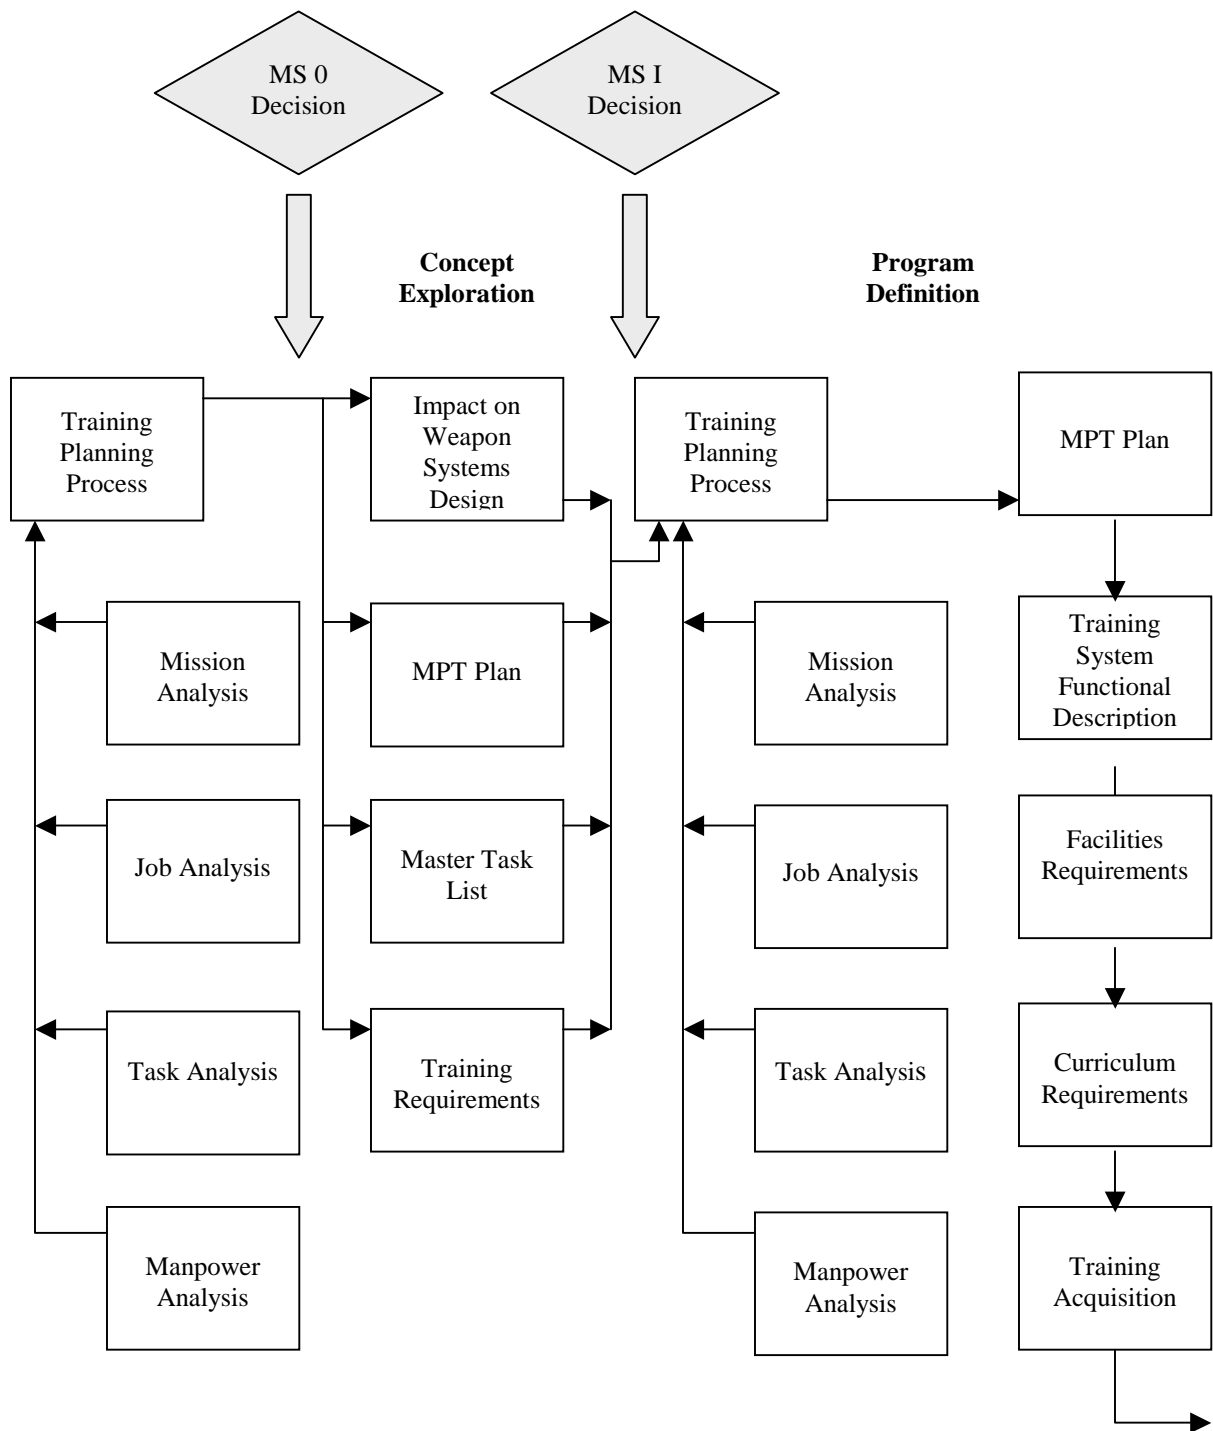 MS 0
Decision
MS I
Decision
Concept
Exploration
Program
Definition
Training
Planning
Process
Impact on
Weapon
Systems
Design
Training
Planning
Process
MPT Plan
Mission
Analysis
MPT Plan
Mission
Analysis
Training
System
Functional
Description
Job Analysis
Master Task
List
Job Analysis
Facilities
Requirements
Task Analysis
Training
Requirements
Task Analysis
Curriculum
Requirements
Manpower
Analysis
Manpower
Analysis
Training
Acquisition